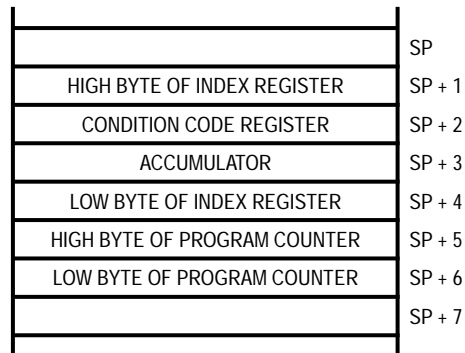 SP
HIGH BYTE OF INDEX REGISTER SP + 1
CONDITION CODE REGISTER SP + 2
ACCUMULATOR SP + 3
LOW BYTE OF INDEX REGISTER SP + 4
HIGH BYTE OF PROGRAM COUNTER SP + 5
LOW BYTE OF PROGRAM COUNTER SP + 6
SP + 7